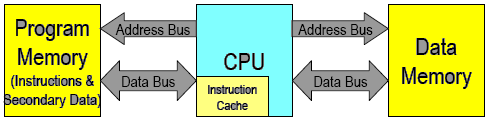 Program
Memory
(Instructions &
Secondary Data)
Address Bus
Data Bus
CPU
Instruction
Cache
Address Bus
Data Bus
Data
Memory